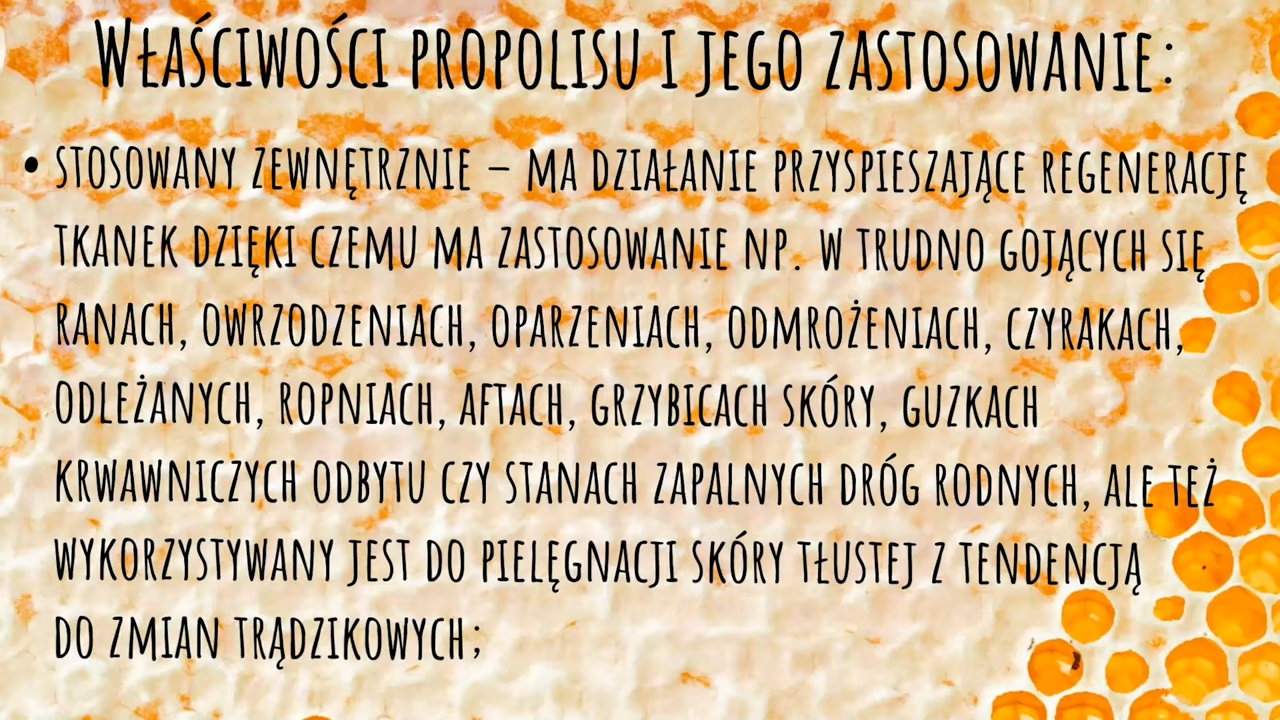 Właściwości propolisu i jego zastosowanie:
• stosowany zewnętrznie – ma działanie przyspieszające regenerację
tkanek dzięki czemu ma zastosowanie np. w trudno gojących się
ranach, owrzodzeniach, oparzeniach, odmrożeniach, czyrakach,
odleżanych, ropniach, aftach, grzybicach skóry, guzkach
krwawniczych odbytu czy stanach zapalnych dróg rodnych, ale też
wykorzystywany jest do pielęgnacji skóry tłustej z tendencją
do zmian trądzikowych;